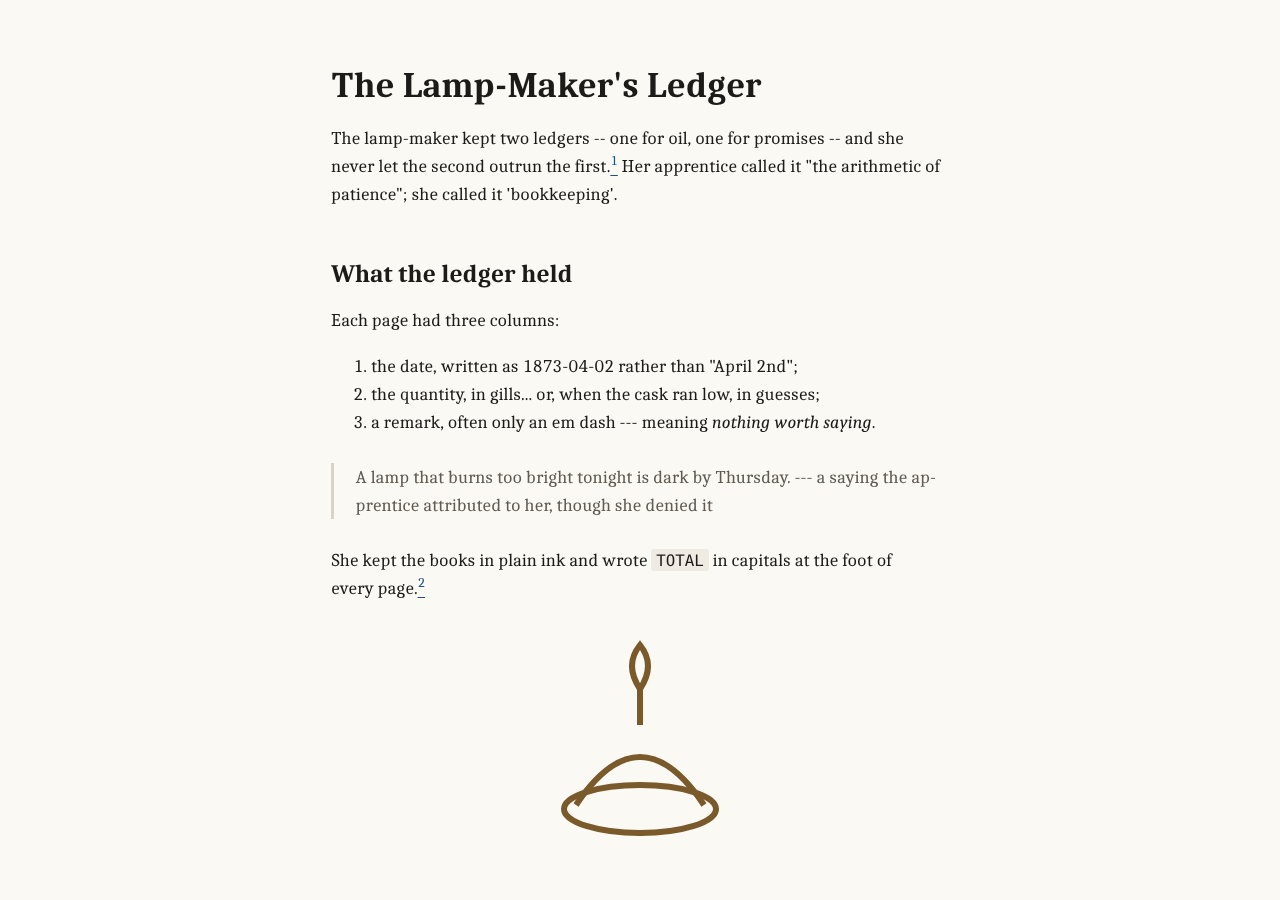 The Lamp-Maker's Ledger
The lamp-maker kept two ledgers -- one for oil, one for promises -- and she
never let the second outrun the first.1 Her apprentice called it "the arithmetic of
patience"; she called it 'bookkeeping'.
What the ledger held
Each page had three columns:
1. the date, written as 1873-04-02 rather than "April 2nd";
2. the quantity, in gills... or, when the cask ran low, in guesses;
3. a remark, often only an em dash --- meaning nothing worth saying.
A lamp that burns too bright tonight is dark by Thursday. --- a saying the ap-
prentice attributed to her, though she denied it
She kept the books in plain ink and wrote TOTAL in capitals at the foot of
every page.2